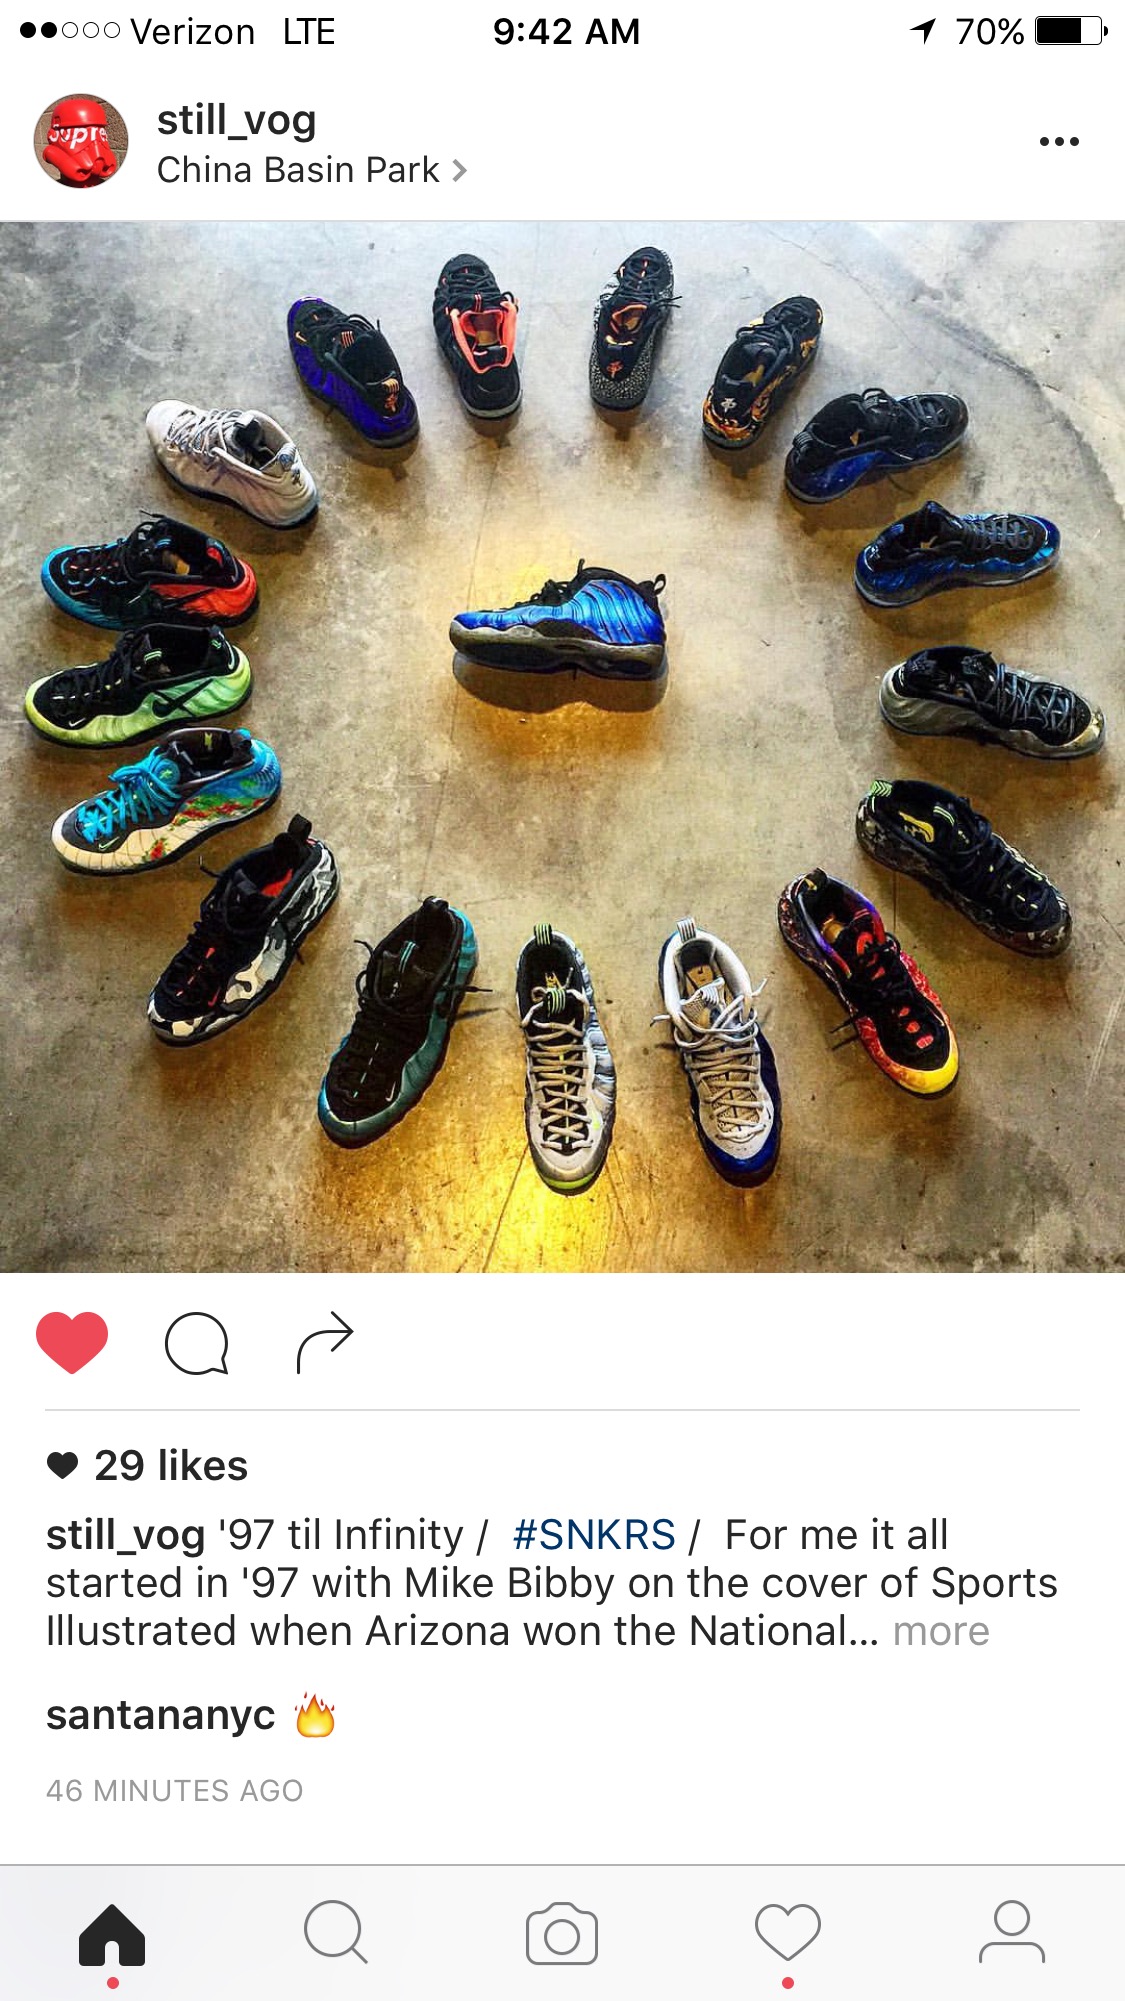 Verizon LTE 9:42 AM 70%
still_vog
China Basin Park
Supre
29 likes
still_vog '97 til Infinity / #SNKRS / For me it all
started in '97 with Mike Bibby on the cover of Sports
Illustrated when Arizona won the National... more
santananyc 🔥
46 MINUTES AGO